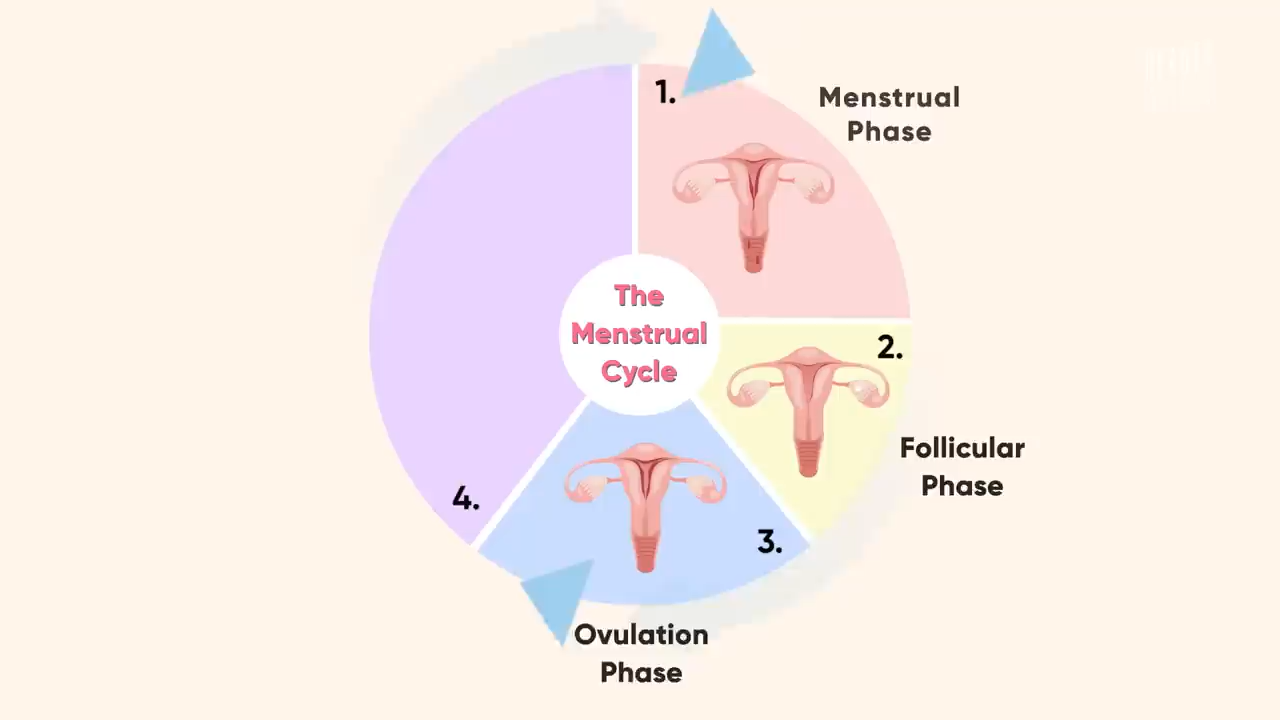 1.
Menstrual
Phase
The
Menstrual
Cycle
2.
Follicular
Phase
3.
4.
Ovulation
Phase